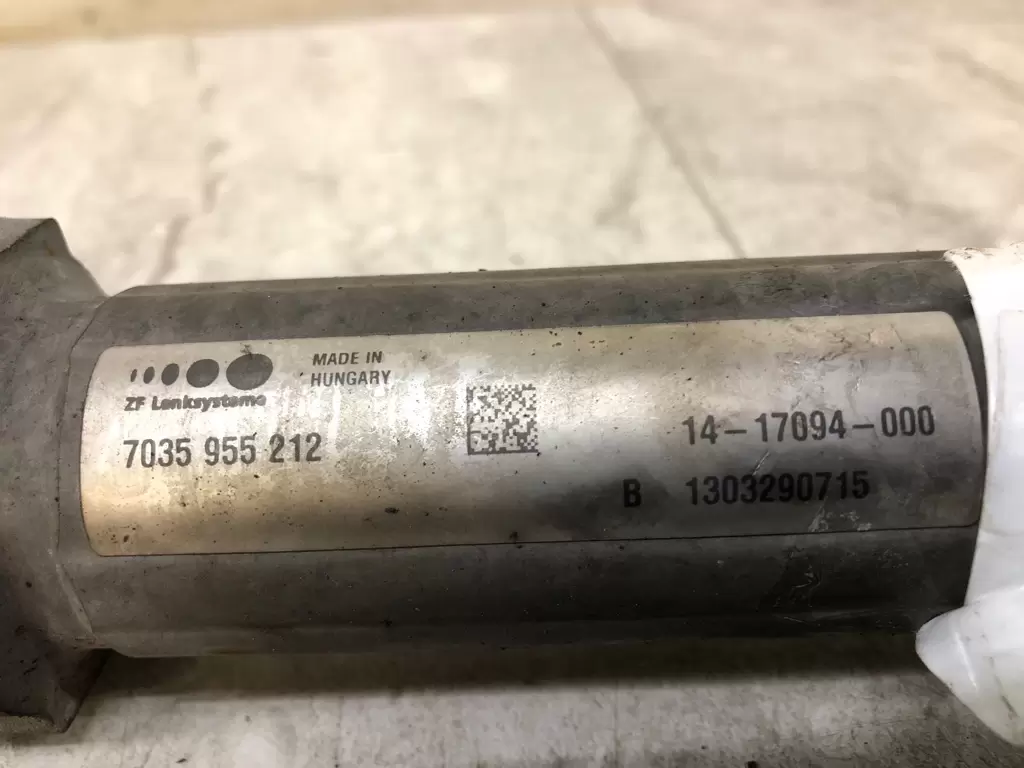 MADE IN
HUNGARY
ZF Lenksysteme
7035 955 212
14-17094-000
B 1303290715